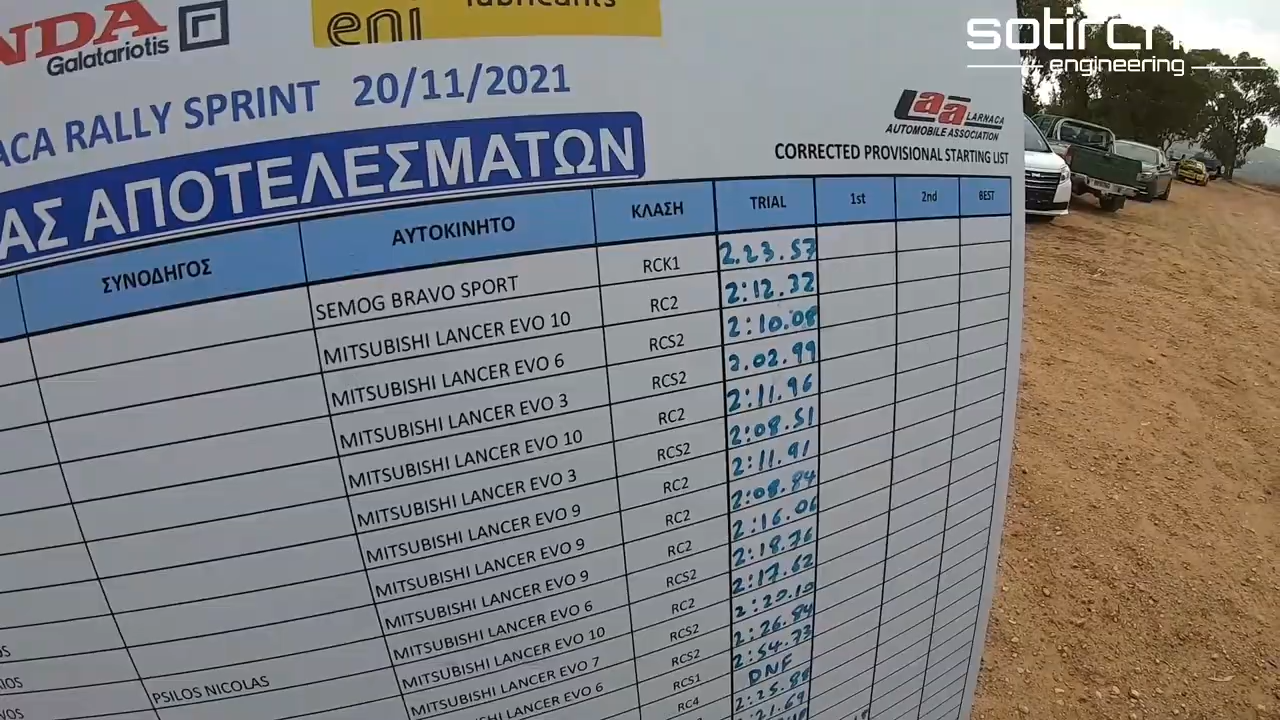 NDA
Galatariotis
eni lubricants
sotirchos
engineering
ACA RALLY SPRINT 20/11/2021
LARNACA
AUTOMOBILE ASSOCIATION
CORRECTED PROVISIONAL STARTING LIST
ΑΣ ΑΠΟΤΕΛΕΣΜΑΤΩΝ
ΣΥΝΟΔΗΓΟΣ ΑΥΤΟΚΙΝΗΤΟ ΚΛΑΣΗ TRIAL 1st 2nd BEST
SEMOG BRAVO SPORT RCK1 2.23.57
MITSUBISHI LANCER EVO 10 RC2 2:12.32
MITSUBISHI LANCER EVO 6 RCS2 2:10.08
MITSUBISHI LANCER EVO 3 RCS2 2.02.99
MITSUBISHI LANCER EVO 10 RC2 2:11.96
MITSUBISHI LANCER EVO 3 RCS2 2:08.51
MITSUBISHI LANCER EVO 9 RC2 2:11.91
MITSUBISHI LANCER EVO 9 RC2 2:08.84
MITSUBISHI LANCER EVO 9 RC2 2:16.06
MITSUBISHI LANCER EVO 6 RCS2 2:18.76
MITSUBISHI LANCER EVO 10 RC2 2:17.62
PSILOS NICOLAS MITSUBISHI LANCER EVO 7 RCS2 2:20.10
MITSUBISHI LANCER EVO 6 RCS2 2:26.84
RCS1 2:54.73
RC4 DNF
2:25.88
2:21.69